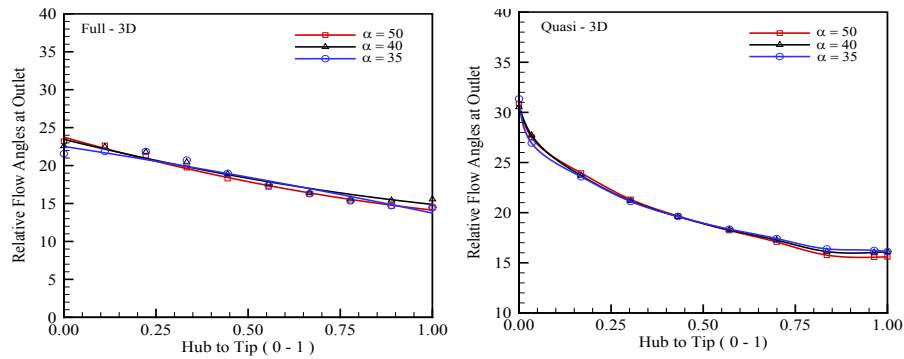 Full - 3D
α = 50
α = 40
α = 35
Relative Flow Angles at Outlet
40
35
30
25
20
15
10
5
0
0.00
0.25
0.50
0.75
1.00
Hub to Tip ( 0 - 1 )
Quasi - 3D
α = 50
α = 40
α = 35
Relative Flow Angles at Outlet
40
35
30
25
20
15
10
0.00
0.25
0.50
0.75
1.00
Hub to Tip ( 0 - 1 )